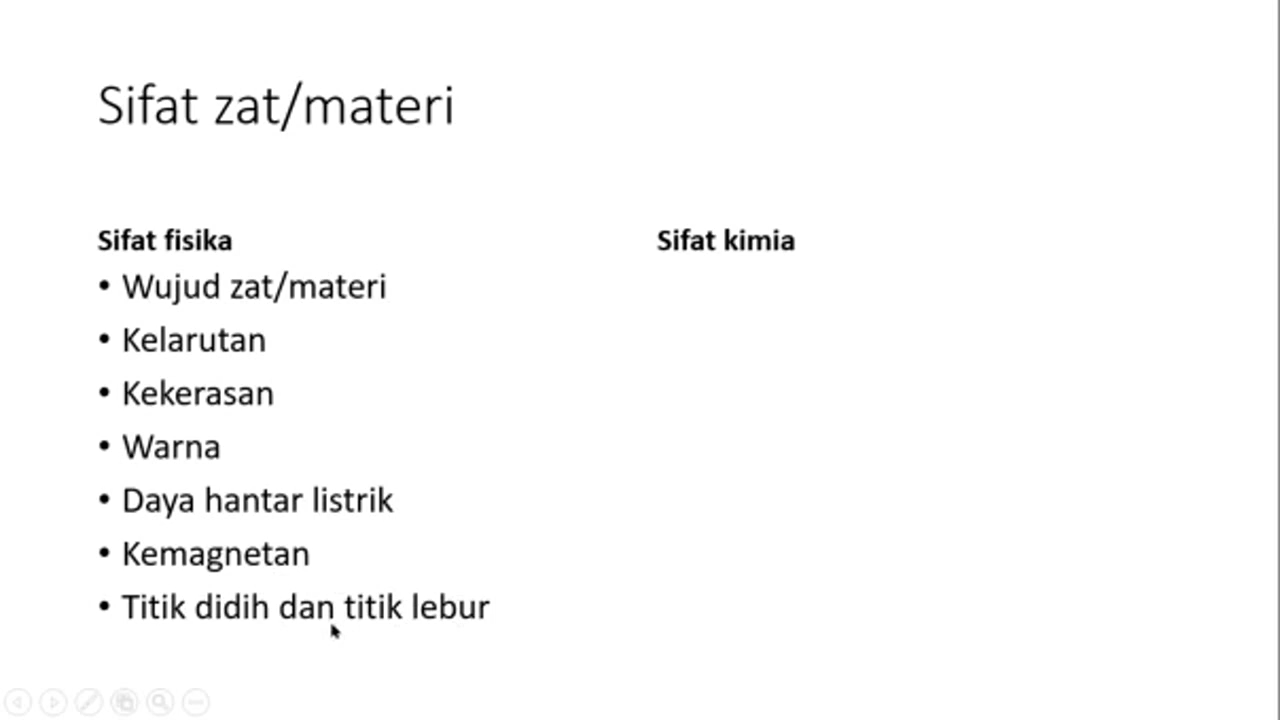 Sifat zat/materi
Sifat fisika
• Wujud zat/materi
• Kelarutan
• Kekerasan
• Warna
• Daya hantar listrik
• Kemagnetan
• Titik didih dan titik lebur
Sifat kimia